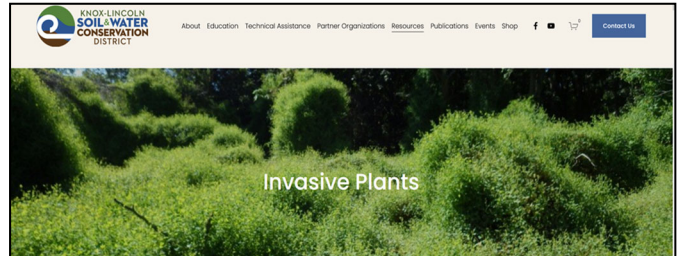 KNOX-LINCOLN
SOIL & WATER
CONSERVATION
DISTRICT
About Education Technical Assistance Partner Organizations Resources Publications Events Shop 0 Contact Us
Invasive Plants